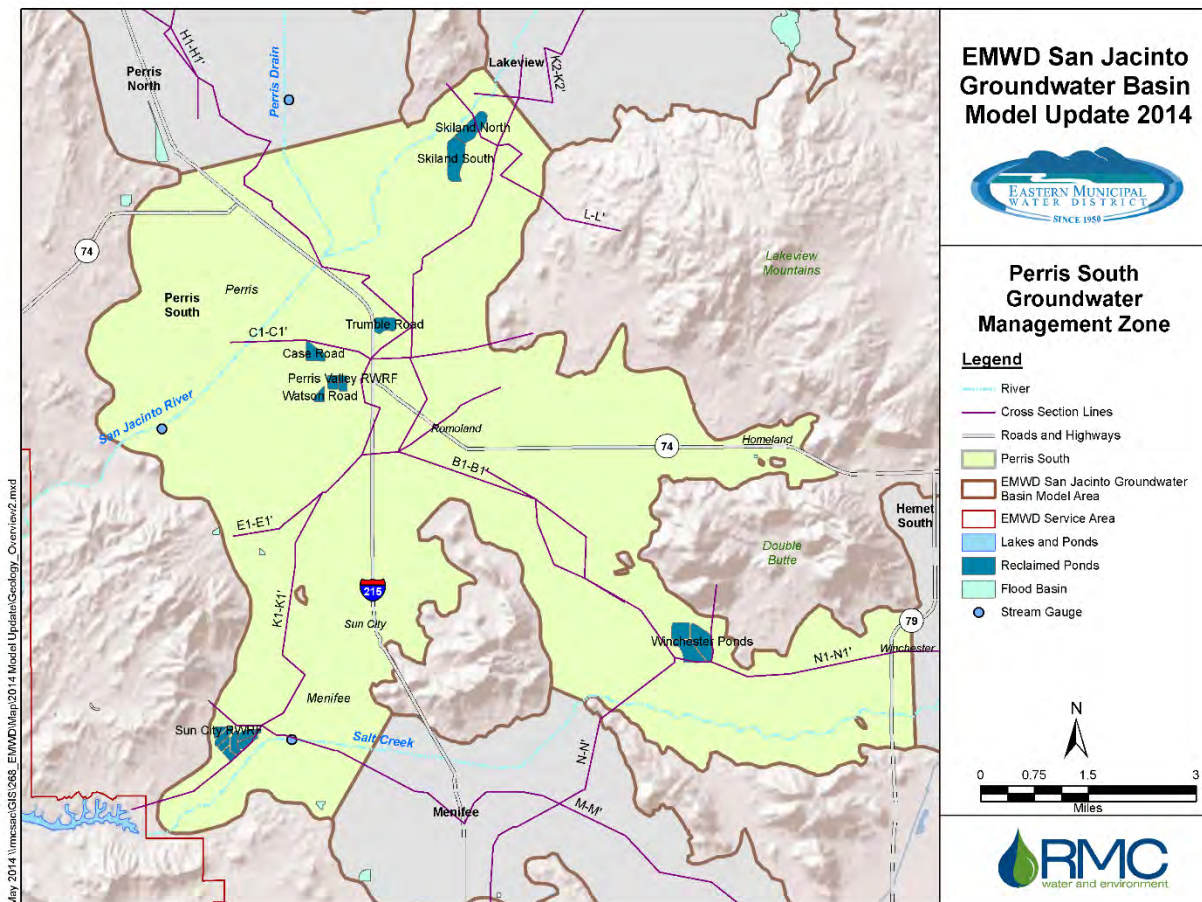 H1-H1'
Perris Drain
Perris
North
Lakeview
K2-K2'
Skiland North
Skiland South
L-L'
74
Lakeview
Mountains
Perris
Perris
South
Trumble Road
C1-C1'
Case Road
Perris Valley RWRF
Watson Road
San Jacinto River
Romoland
74
Homeland
B1-B1'
Hemet
South
E1-E1'
Double
Butte
215
K1-K1'
Sun City
79
Winchester Ponds
Winchester
N1-N1'
Menifee
Sun City RWRF
Salt Creek
N-N'
Menifee
M-M'
May 2014 \\rmcsac\GIS\268_EMWD\Map\2014 Model Update\Geology_Overview2.mxd
EMWD San Jacinto
Groundwater Basin
Model Update 2014
EASTERN MUNICIPAL
WATER DISTRICT
SINCE 1950
Perris South
Groundwater
Management Zone
Legend
River
Cross Section Lines
Roads and Highways
Perris South
EMWD San Jacinto Groundwater
Basin Model Area
EMWD Service Area
Lakes and Ponds
Reclaimed Ponds
Flood Basin
Stream Gauge
N
0 0.75 1.5 3
Miles
RMC
water and environment